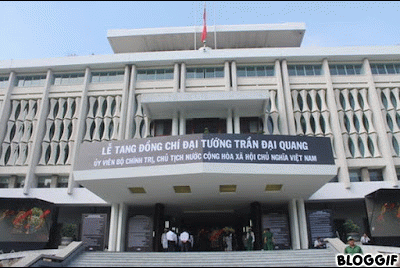 LỄ TANG ĐỒNG CHÍ ĐẠI TƯỚNG TRẦN ĐẠI QUANG
ỦY VIÊN BỘ CHÍNH TRỊ, CHỦ TỊCH NƯỚC CỘNG HÒA XÃ HỘI CHỦ NGHĨA VIỆT NAM
BLOGGIF